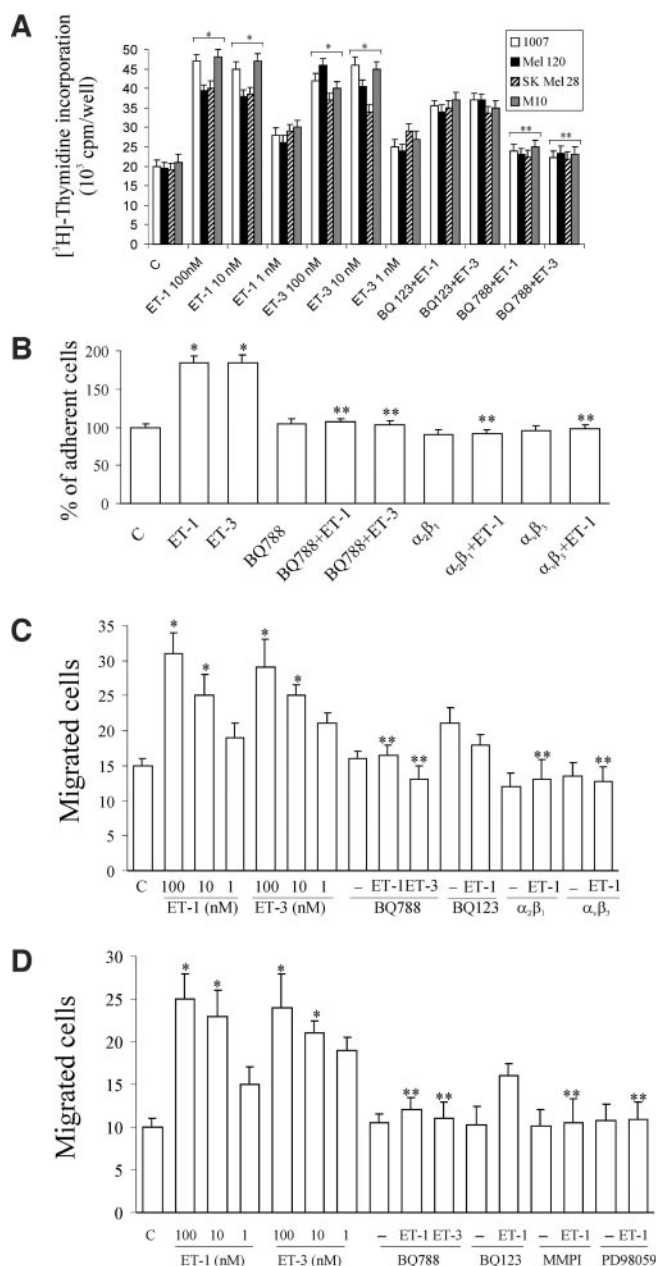 A
[³H]-Thymidine incorporation
(10³ cpm/well)
50
45
40
35
30
25
20
15
10
5
0
* * * * ** **
1007
Mel 120
SK Mel 28
M10
C
ET-1 100nM
ET-1 10 nM
ET-1 1 nM
ET-3 100 nM
ET-3 10 nM
ET-3 1 nM
BQ 123+ET-1
BQ123+ET-3
BQ 788+ET-1
BQ 788+ET-3
B
% of adherent cells
200
150
100
50
0
* * ** ** ** **
C
ET-1
ET-3
BQ788
BQ788+ET-1
BQ788+ET-3
α₂β₁
α₂β₁+ET-1
αᵥβ₃
αᵥβ₃+ET-1
C
Migrated cells
35
30
25
20
15
10
5
0
* * * * ** ** ** **
C 100 10 1 100 10 1 – ET-1 ET-3 – ET-1 – ET-1 – ET-1
ET-1 (nM) ET-3 (nM) BQ788 BQ123 α₂β₁ αᵥβ₃
D
Migrated cells
30
25
20
15
10
5
0
* * * * ** ** ** **
C 100 10 1 100 10 1 – ET-1 ET-3 – ET-1 – ET-1 – ET-1
ET-1 (nM) ET-3 (nM) BQ788 BQ123 MMPI PD98059